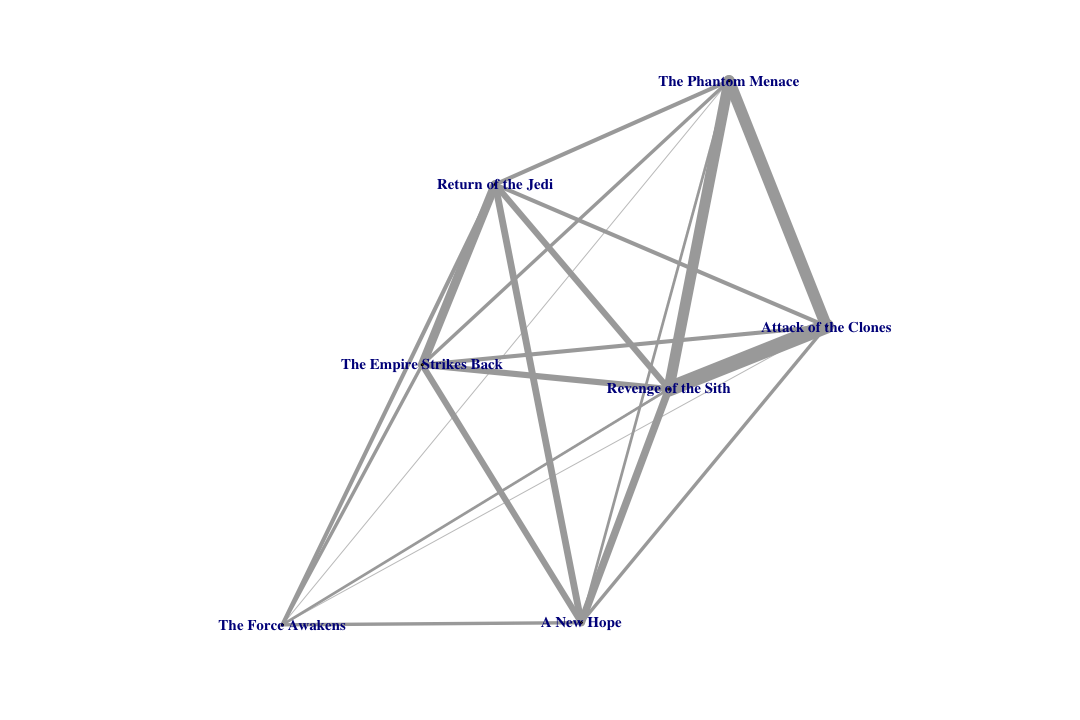 The Phantom Menace
Return of the Jedi
Attack of the Clones
The Empire Strikes Back
Revenge of the Sith
The Force Awakens
A New Hope